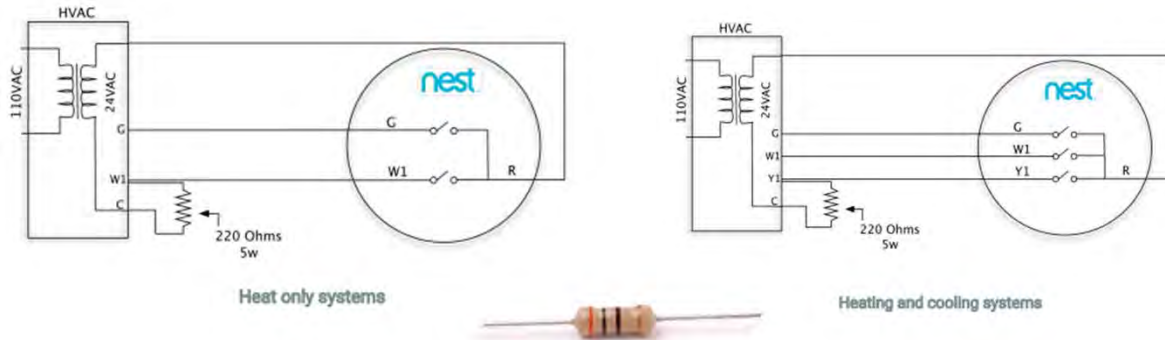 HVAC
110VAC
24VAC
nest
G
G
W1
W1
R
C
220 Ohms
5w
Heat only systems
HVAC
110VAC
24VAC
nest
G
G
W1
W1
Y1
Y1
R
C
220 Ohms
5w
Heating and cooling systems